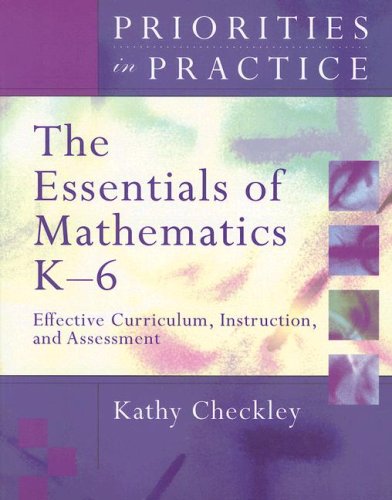 PRIORITIES
in PRACTICE
The
Essentials of
Mathematics
K–6
Effective Curriculum, Instruction,
and Assessment
Kathy Checkley